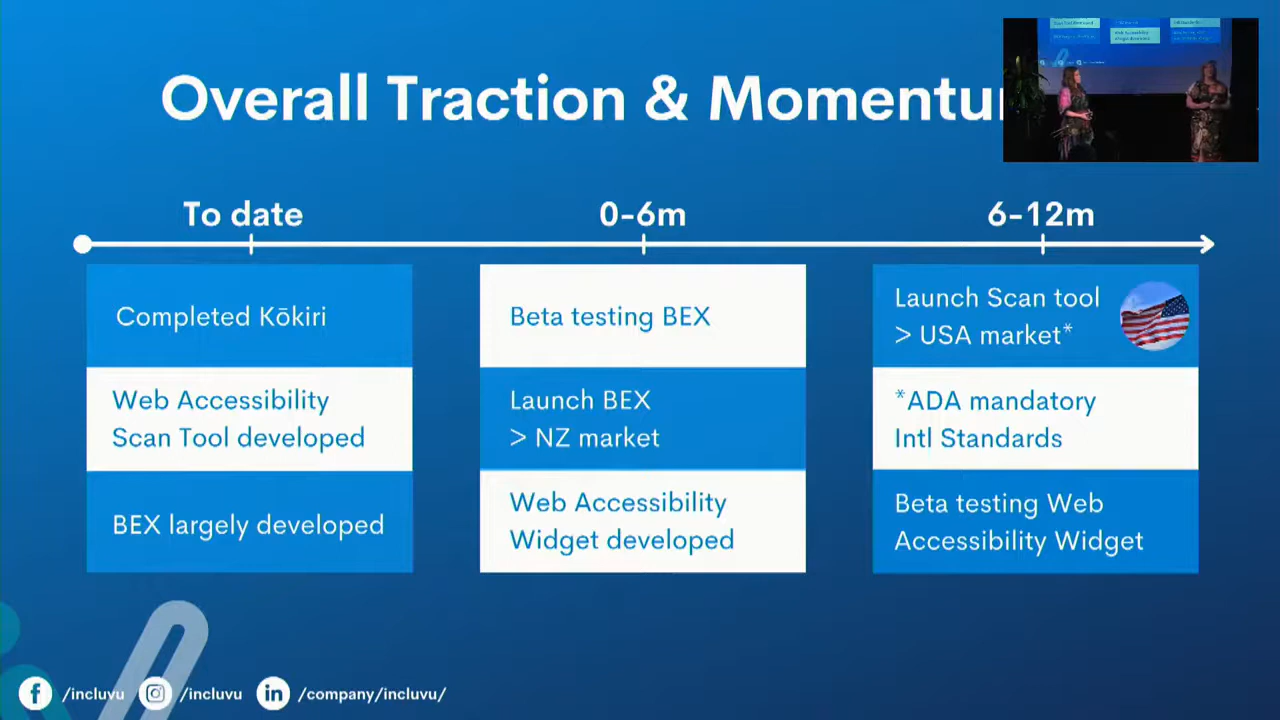 Overall Traction & Momentu
To date
0-6m
6-12m
Completed Kōkiri
Web Accessibility
Scan Tool developed
BEX largely developed
Beta testing BEX
Launch BEX
> NZ market
Web Accessibility
Widget developed
Launch Scan tool
> USA market*
*ADA mandatory
Intl Standards
Beta testing Web
Accessibility Widget
/incluvu
/incluvu
/company/incluvu/